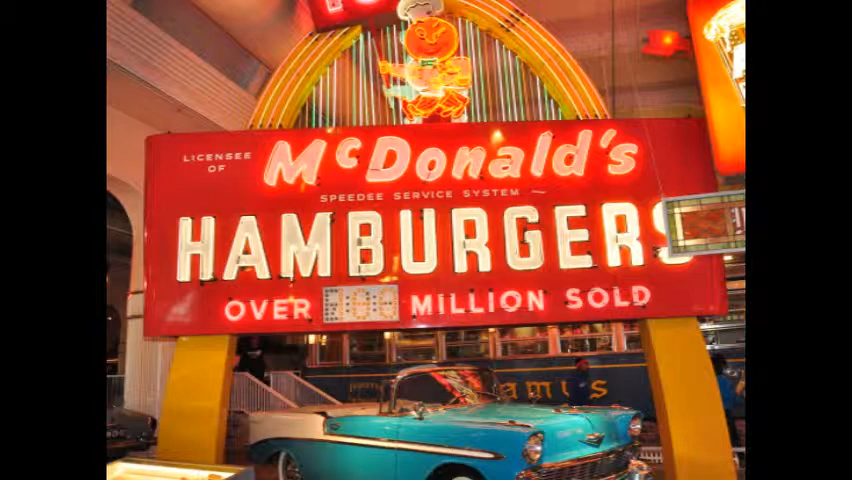 LICENSEE OF
McDonald's
SPEEDEE SERVICE SYSTEM
HAMBURGERS
OVER 100 MILLION SOLD